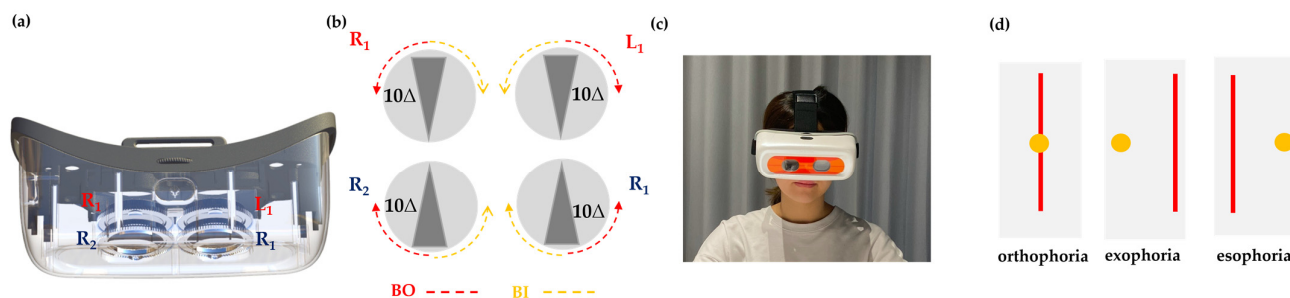 (a)
(b)
(c)
(d)
R1
L1
R2
R1
R1
L1
10Δ
10Δ
R2
R1
10Δ
10Δ
BO
BI
orthophoria
exophoria
esophoria